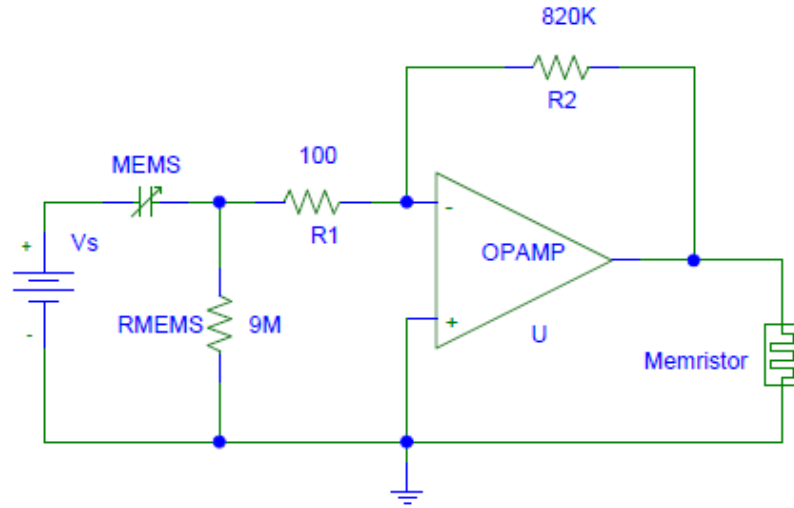 820K
R2
MEMS
100
R1
+
Vs
-
RMEMS
9M
-
OPAMP
+
U
Memristor